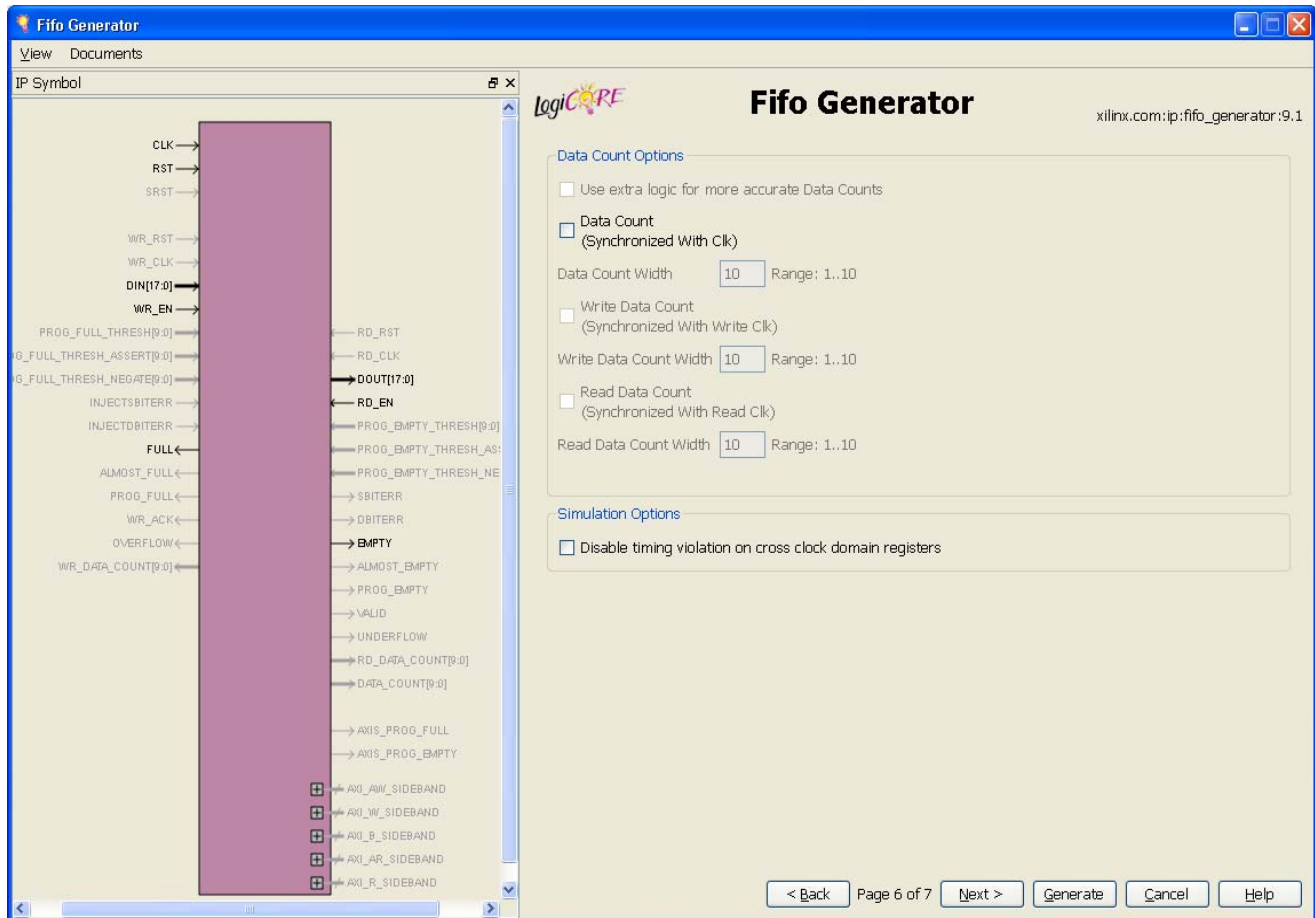 Fifo Generator
View Documents
IP Symbol
CLK
RST
SRST
WR_RST
WR_CLK
DIN[17:0]
WR_EN
PROG_FULL_THRESH[9:0]
G_FULL_THRESH_ASSERT[9:0]
G_FULL_THRESH_NEGATE[9:0]
INJECTSBITERR
INJECTDBITERR
FULL
ALMOST_FULL
PROG_FULL
WR_ACK
OVERFLOW
WR_DATA_COUNT[9:0]
RD_RST
RD_CLK
DOUT[17:0]
RD_EN
PROG_EMPTY_THRESH[9:0]
PROG_EMPTY_THRESH_AS
PROG_EMPTY_THRESH_NE
SBITERR
DBITERR
EMPTY
ALMOST_EMPTY
PROG_EMPTY
VALID
UNDERFLOW
RD_DATA_COUNT[9:0]
DATA_COUNT[9:0]
AXIS_PROG_FULL
AXIS_PROG_EMPTY
AXI_AW_SIDEBAND
AXI_W_SIDEBAND
AXI_B_SIDEBAND
AXI_AR_SIDEBAND
AXI_R_SIDEBAND
LogiCORE
Fifo Generator
xilinx.com:ip:fifo_generator:9.1
Data Count Options
Use extra logic for more accurate Data Counts
Data Count
(Synchronized With Clk)
Data Count Width 10 Range: 1..10
Write Data Count
(Synchronized With Write Clk)
Write Data Count Width 10 Range: 1..10
Read Data Count
(Synchronized With Read Clk)
Read Data Count Width 10 Range: 1..10
Simulation Options
Disable timing violation on cross clock domain registers
< Back Page 6 of 7 Next > Generate Cancel Help